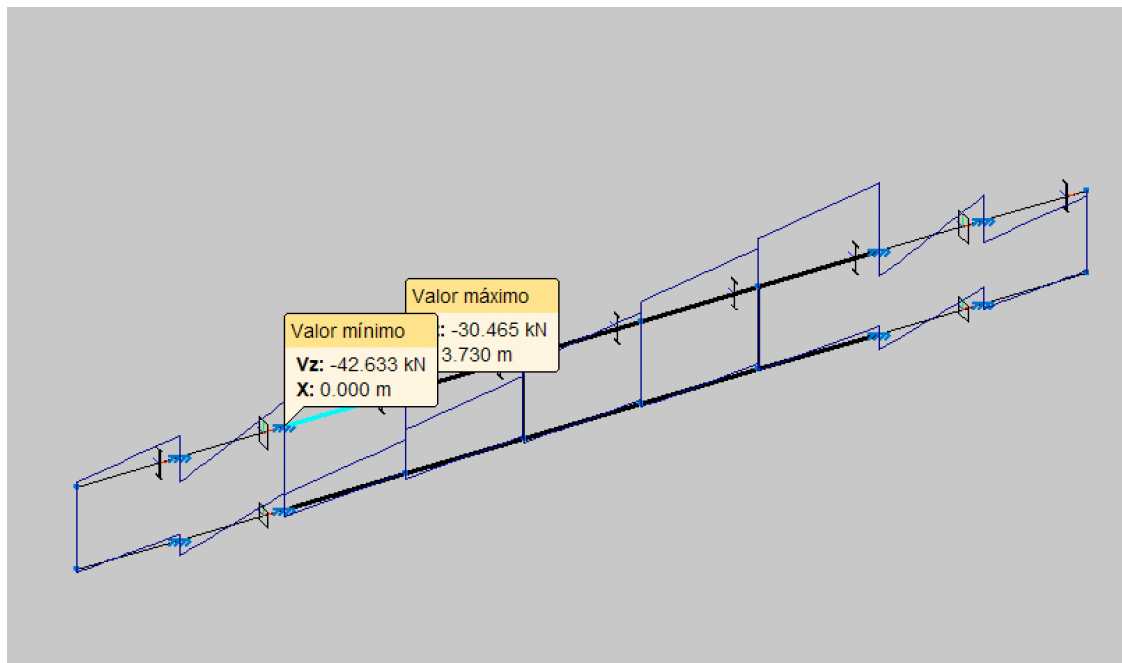 Valor máximo
: -30.465 kN
3.730 m
Valor mínimo
Vz: -42.633 kN
X: 0.000 m